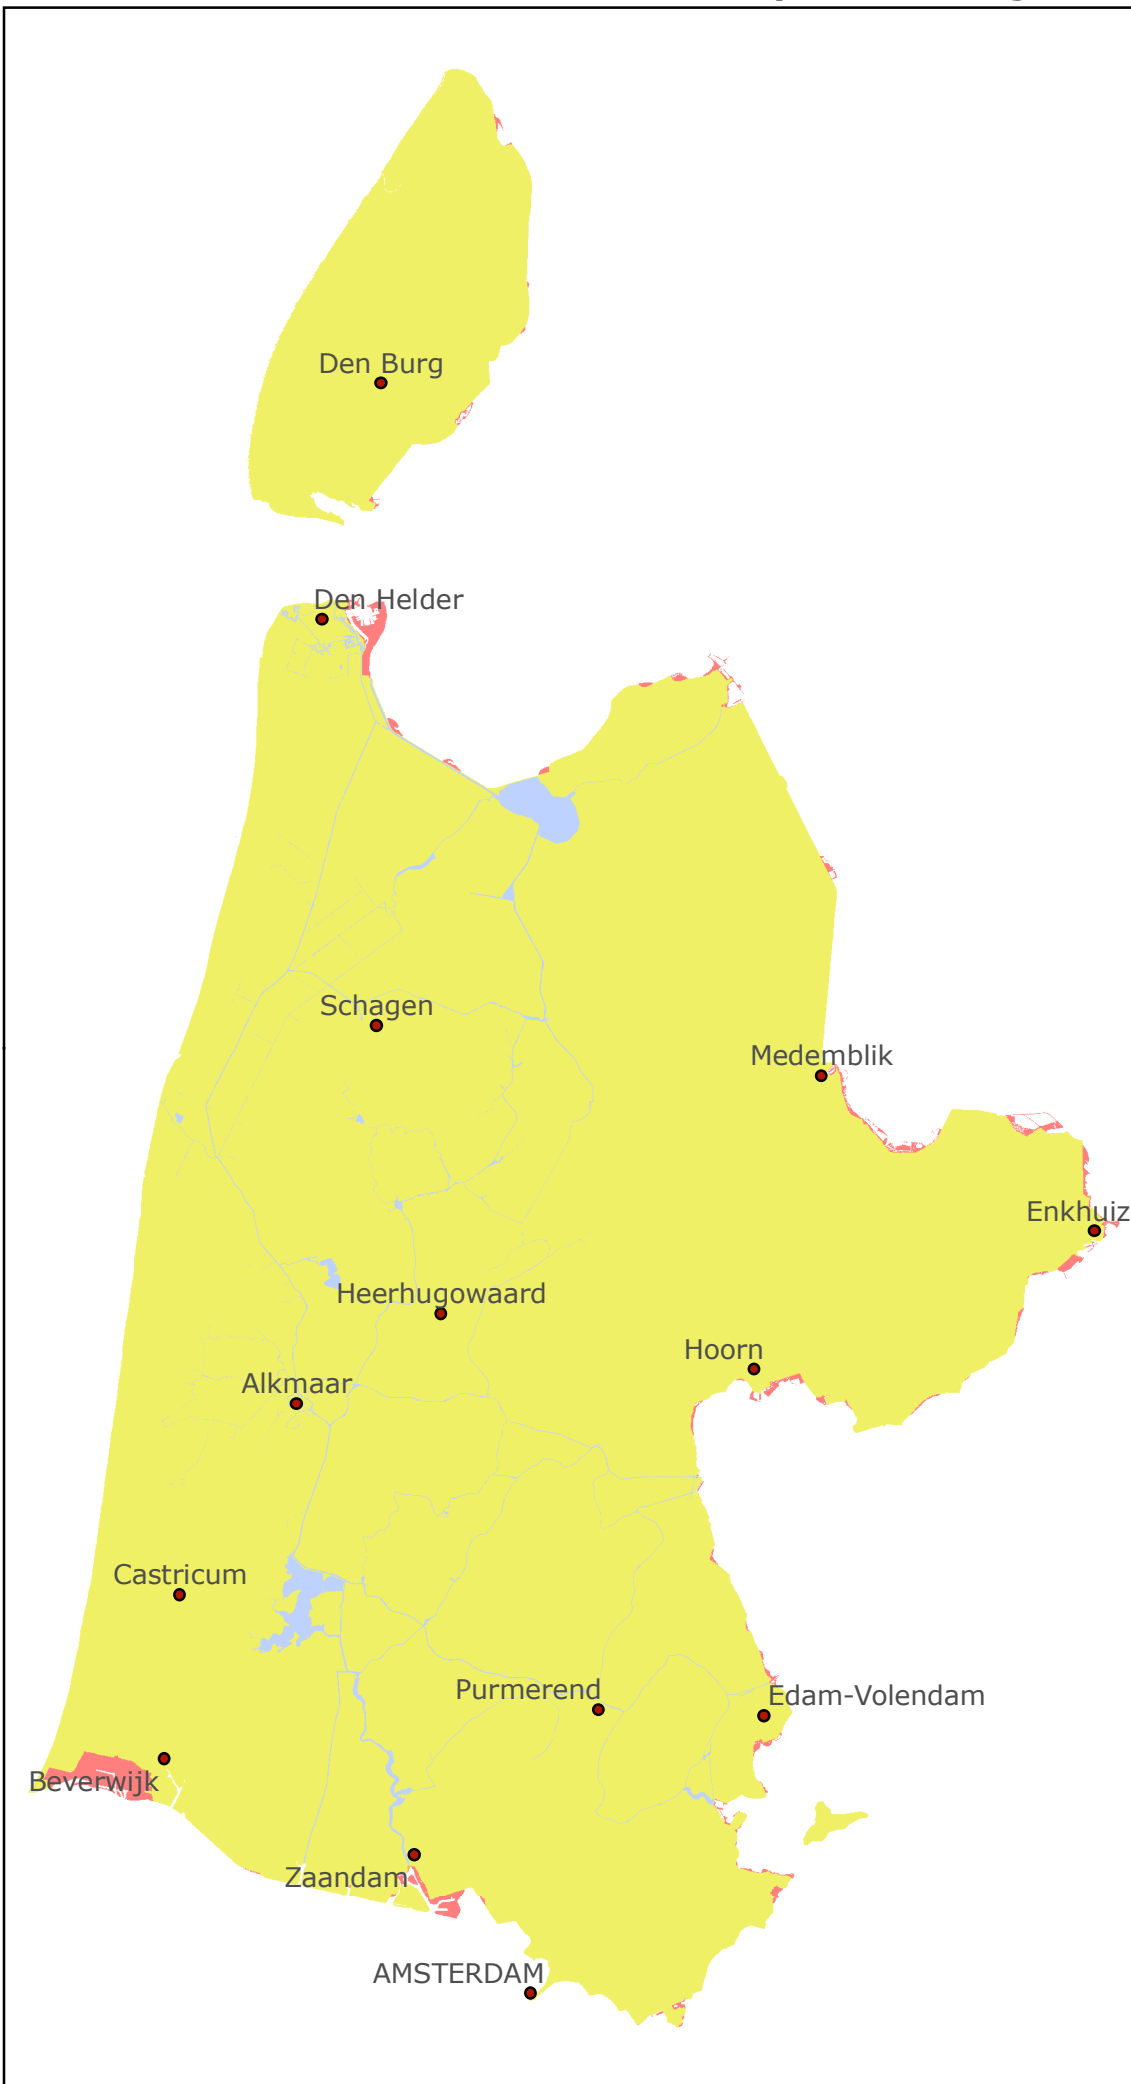 Den Burg
Den Helder
Schagen
Medemblik
Enkhuiz
Heerhugowaard
Hoorn
Alkmaar
Castricum
Purmerend
Edam-Volendam
Beverwijk
Zaandam
AMSTERDAM